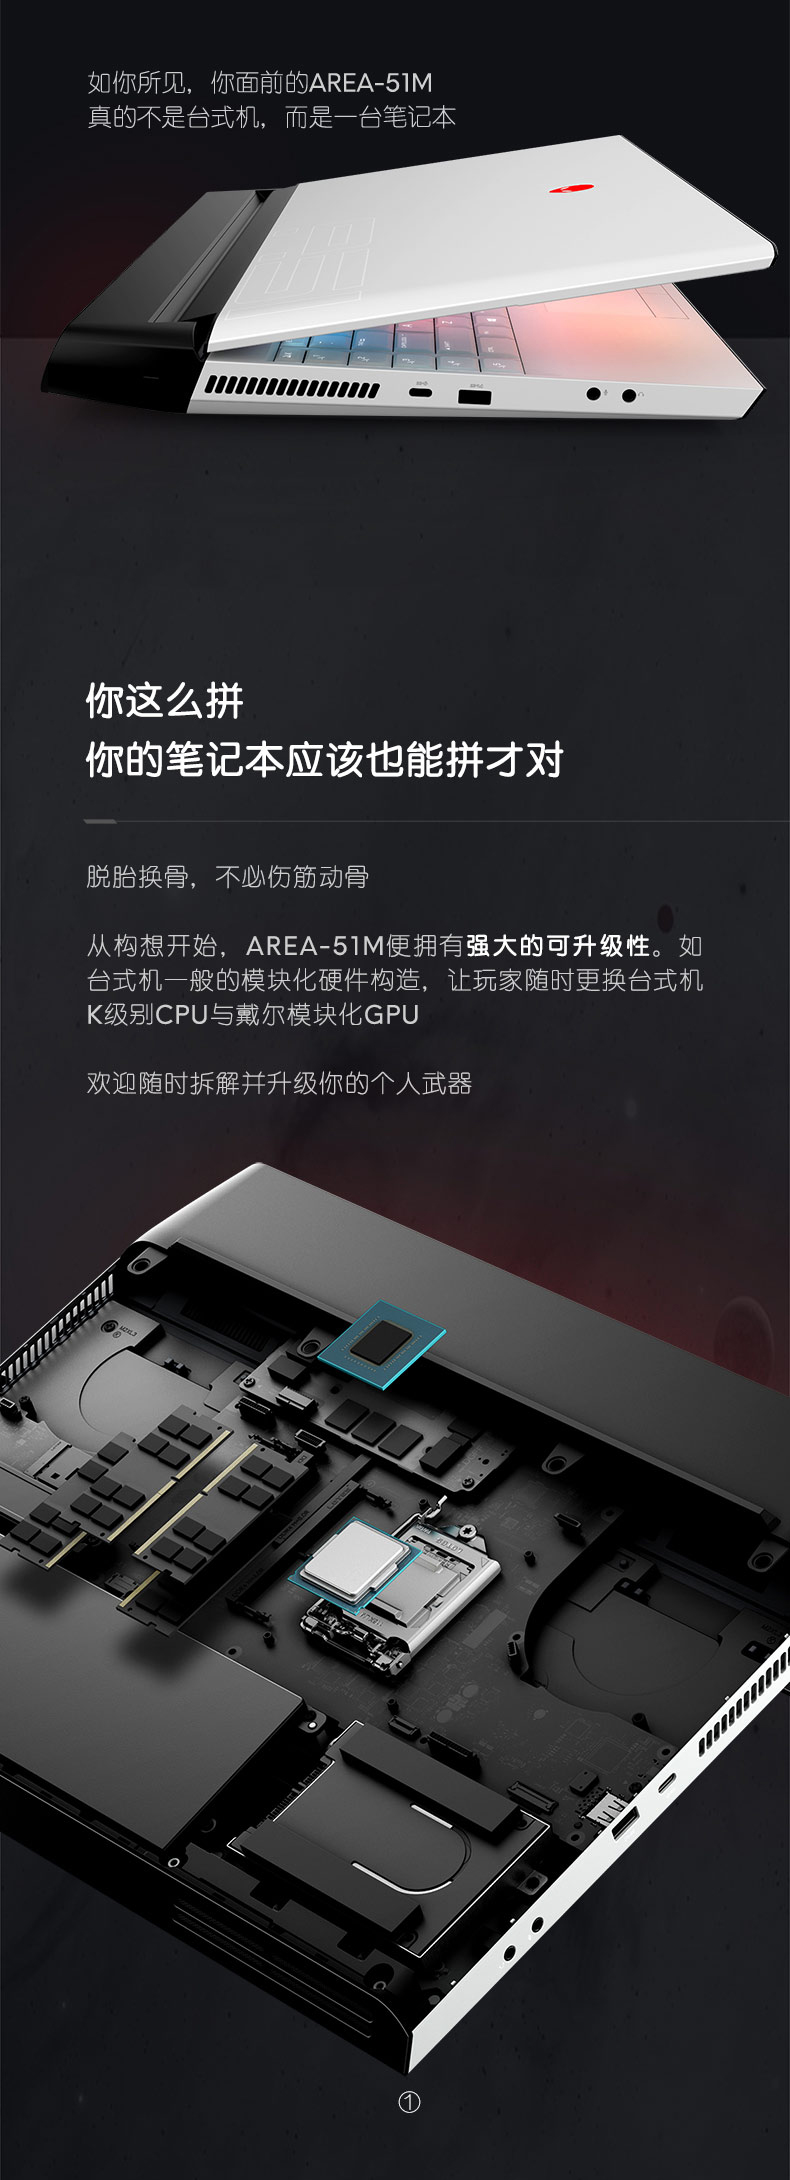 如你所见，你面前的AREA-51M
真的不是台式机，而是一台笔记本
你这么拼
你的笔记本应该也能拼才对
脱胎换骨，不必伤筋动骨
从构想开始，AREA-51M便拥有强大的可升级性。如
台式机一般的模块化硬件构造，让玩家随时更换台式机
K级别CPU与戴尔模块化GPU
欢迎随时拆解并升级你的个人武器
①